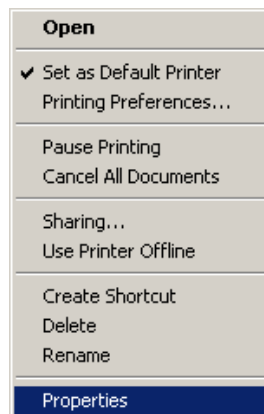 Open
Set as Default Printer
Printing Preferences...
Pause Printing
Cancel All Documents
Sharing...
Use Printer Offline
Create Shortcut
Delete
Rename
Properties